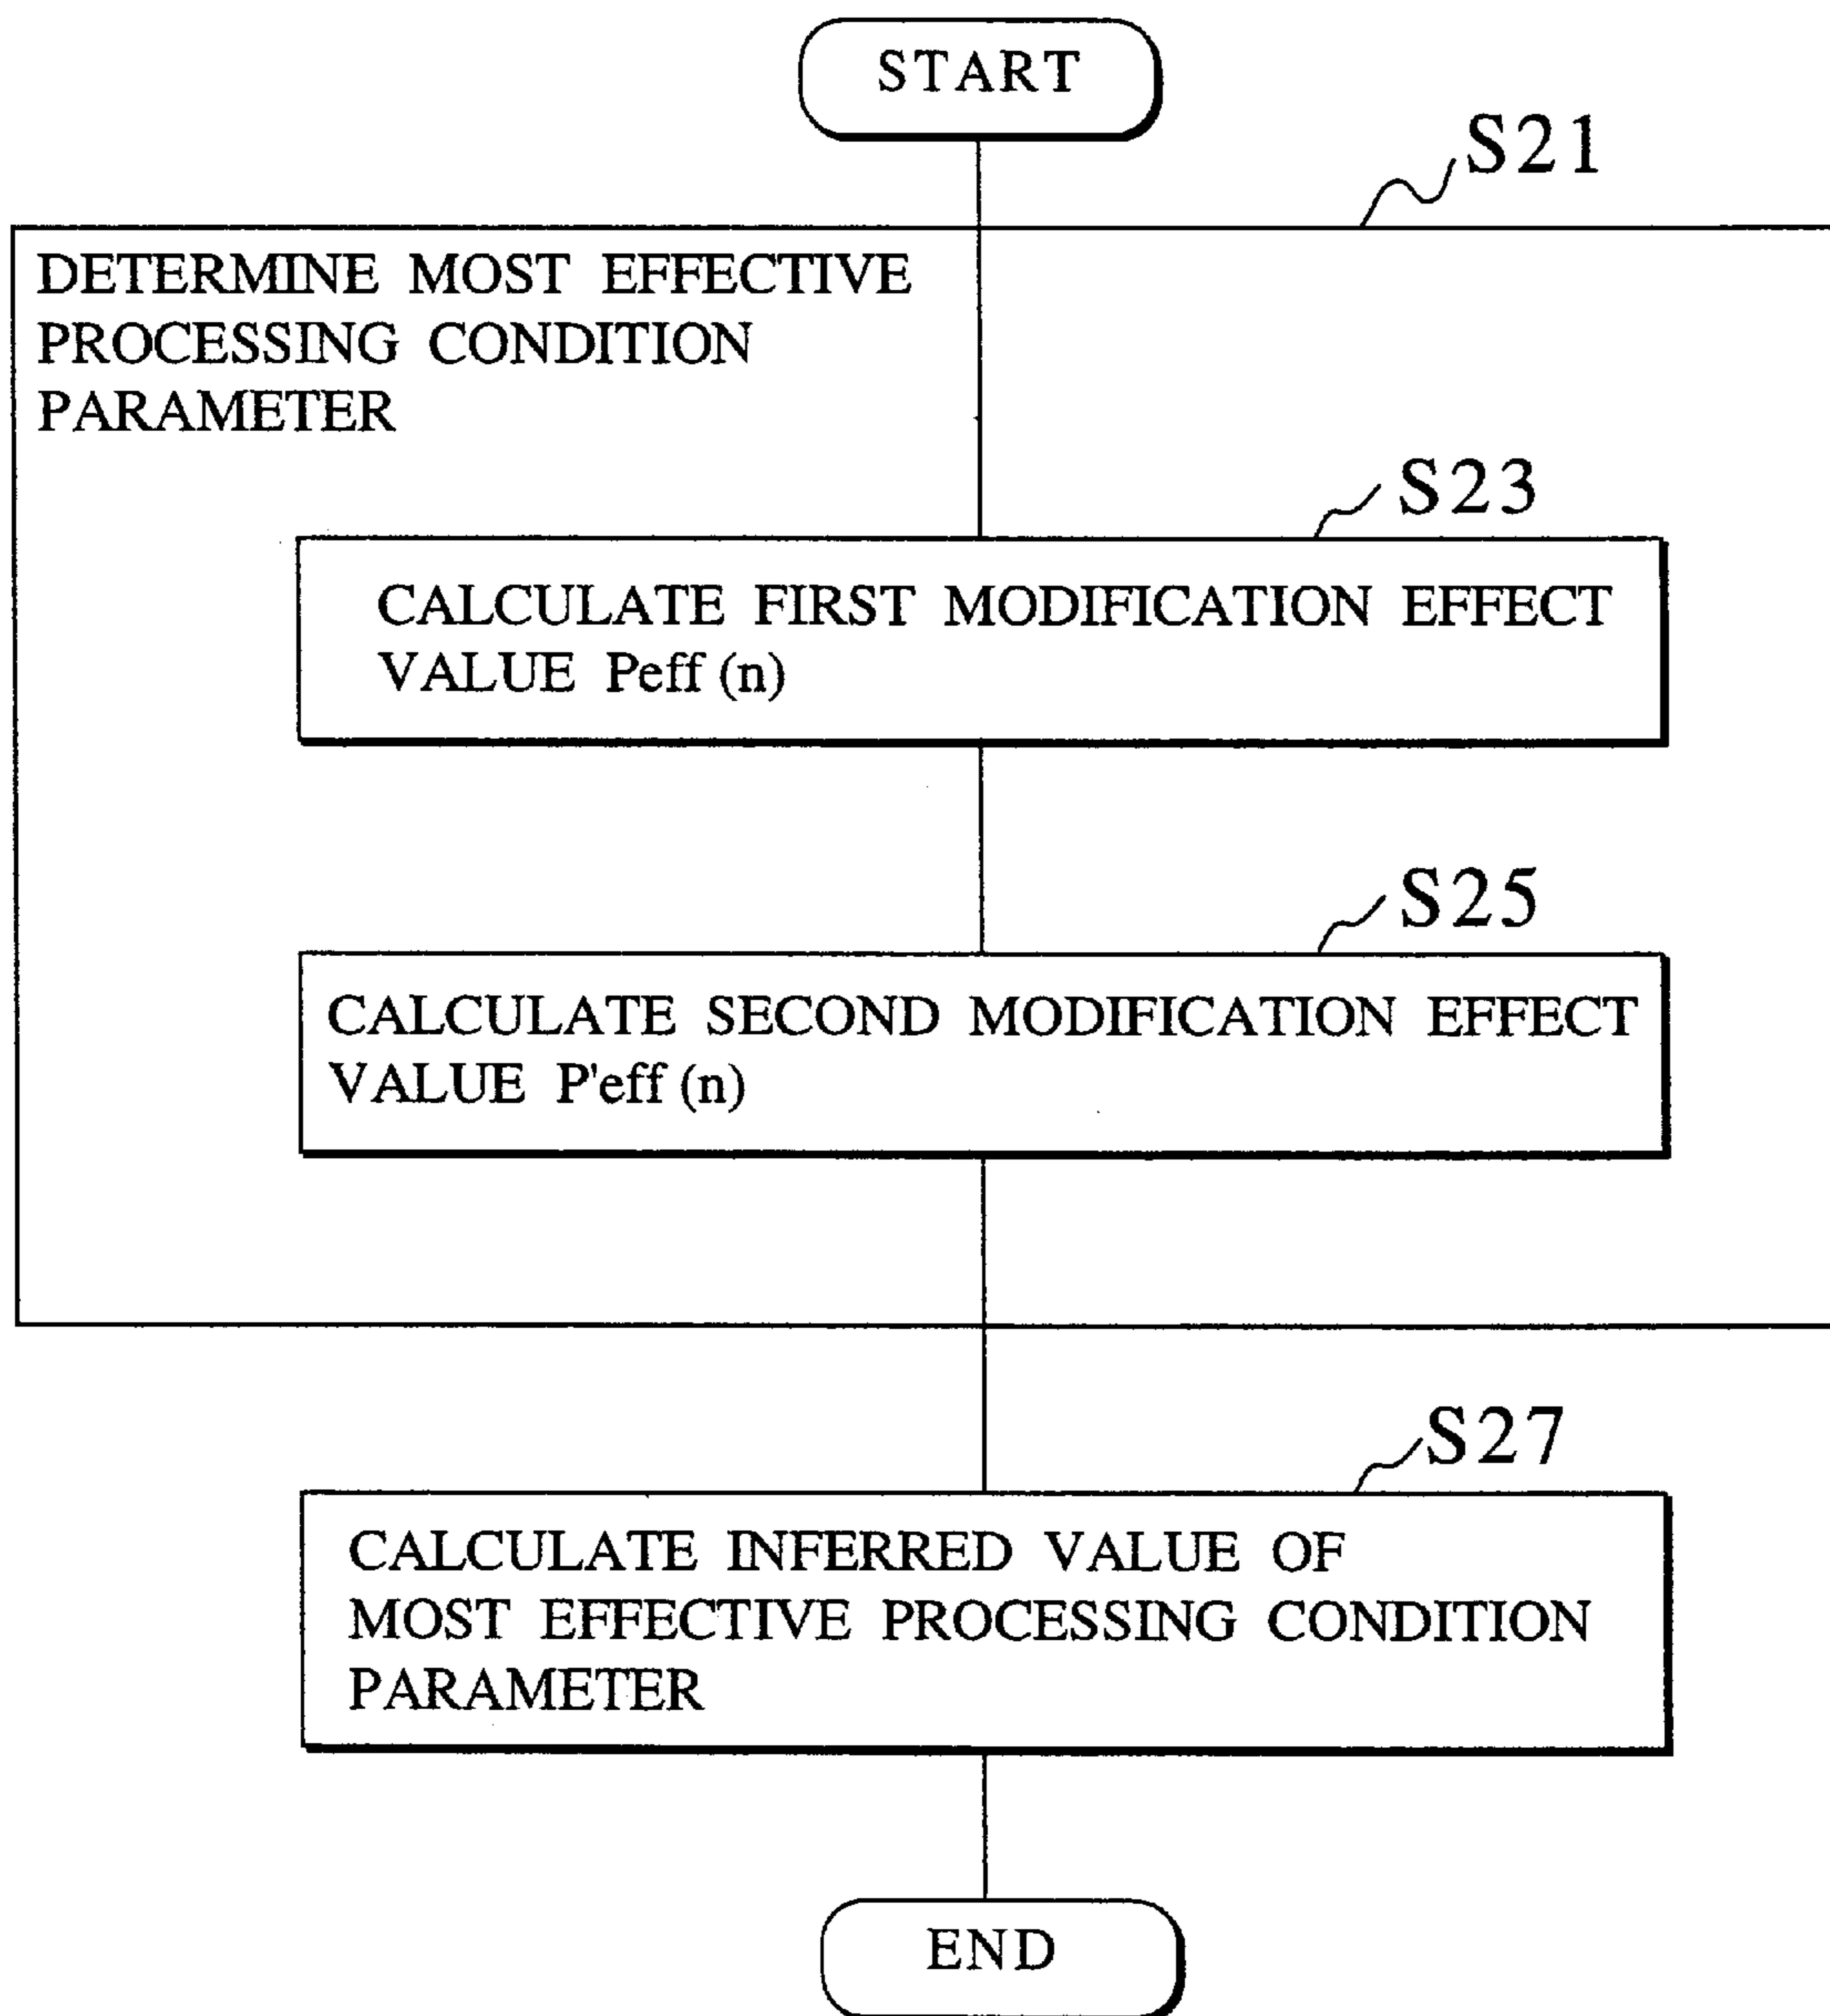 START
S21
DETERMINE MOST EFFECTIVE
PROCESSING CONDITION
PARAMETER
S23
CALCULATE FIRST MODIFICATION EFFECT
VALUE Peff (n)
S25
CALCULATE SECOND MODIFICATION EFFECT
VALUE P'eff (n)
S27
CALCULATE INFERRED VALUE OF
MOST EFFECTIVE PROCESSING CONDITION
PARAMETER
END